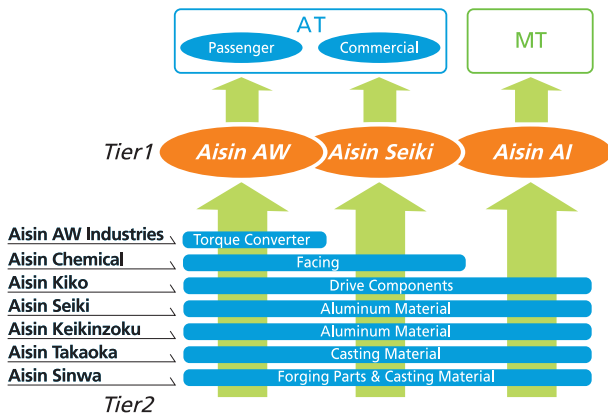 AT
Passenger
Commercial
MT
Tier1
Aisin AW
Aisin Seiki
Aisin AI
Aisin AW Industries
Torque Converter
Aisin Chemical
Facing
Aisin Kiko
Drive Components
Aisin Seiki
Aluminum Material
Aisin Keikinzoku
Aluminum Material
Aisin Takaoka
Casting Material
Aisin Sinwa
Forging Parts & Casting Material
Tier2